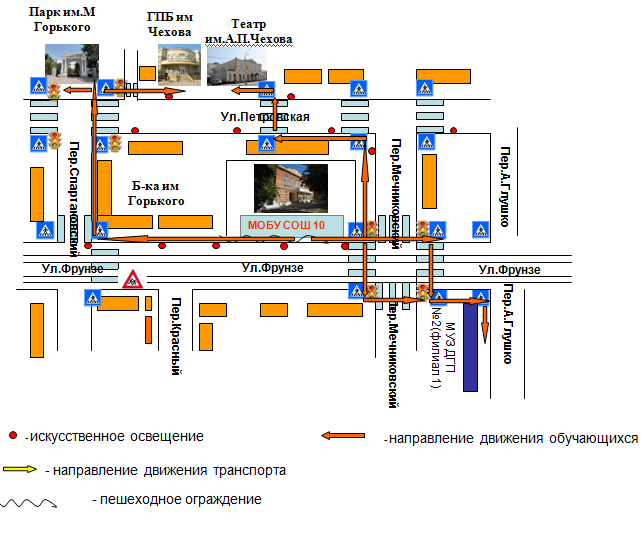 Парк им.М
Горького
ГПБ им
Чехова
Театр
им.А.П.Чехова
Ул.Петровская
Пер.Спартаковский
Б-ка им
Горького
МОБУ СОШ 10
Пер.Мечниковский
Пер.А.Глушко
Ул.Фрунзе
Ул.Фрунзе
Ул.Фрунзе
Пер.Красный
Пер.Мечниковский
МУЗ ДГП
№2(филиал 1)
Пер.А.Глушко
-искусственное освещение
-направление движения обучающихся
- направление движения транспорта
- пешеходное ограждение